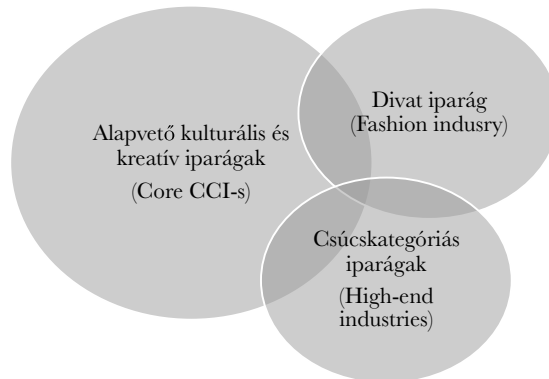 Alapvető kulturális és
kreatív iparágak
(Core CCI-s)
Divat iparág
(Fashion indusry)
Csúcskategóriás
iparágak
(High-end
industries)